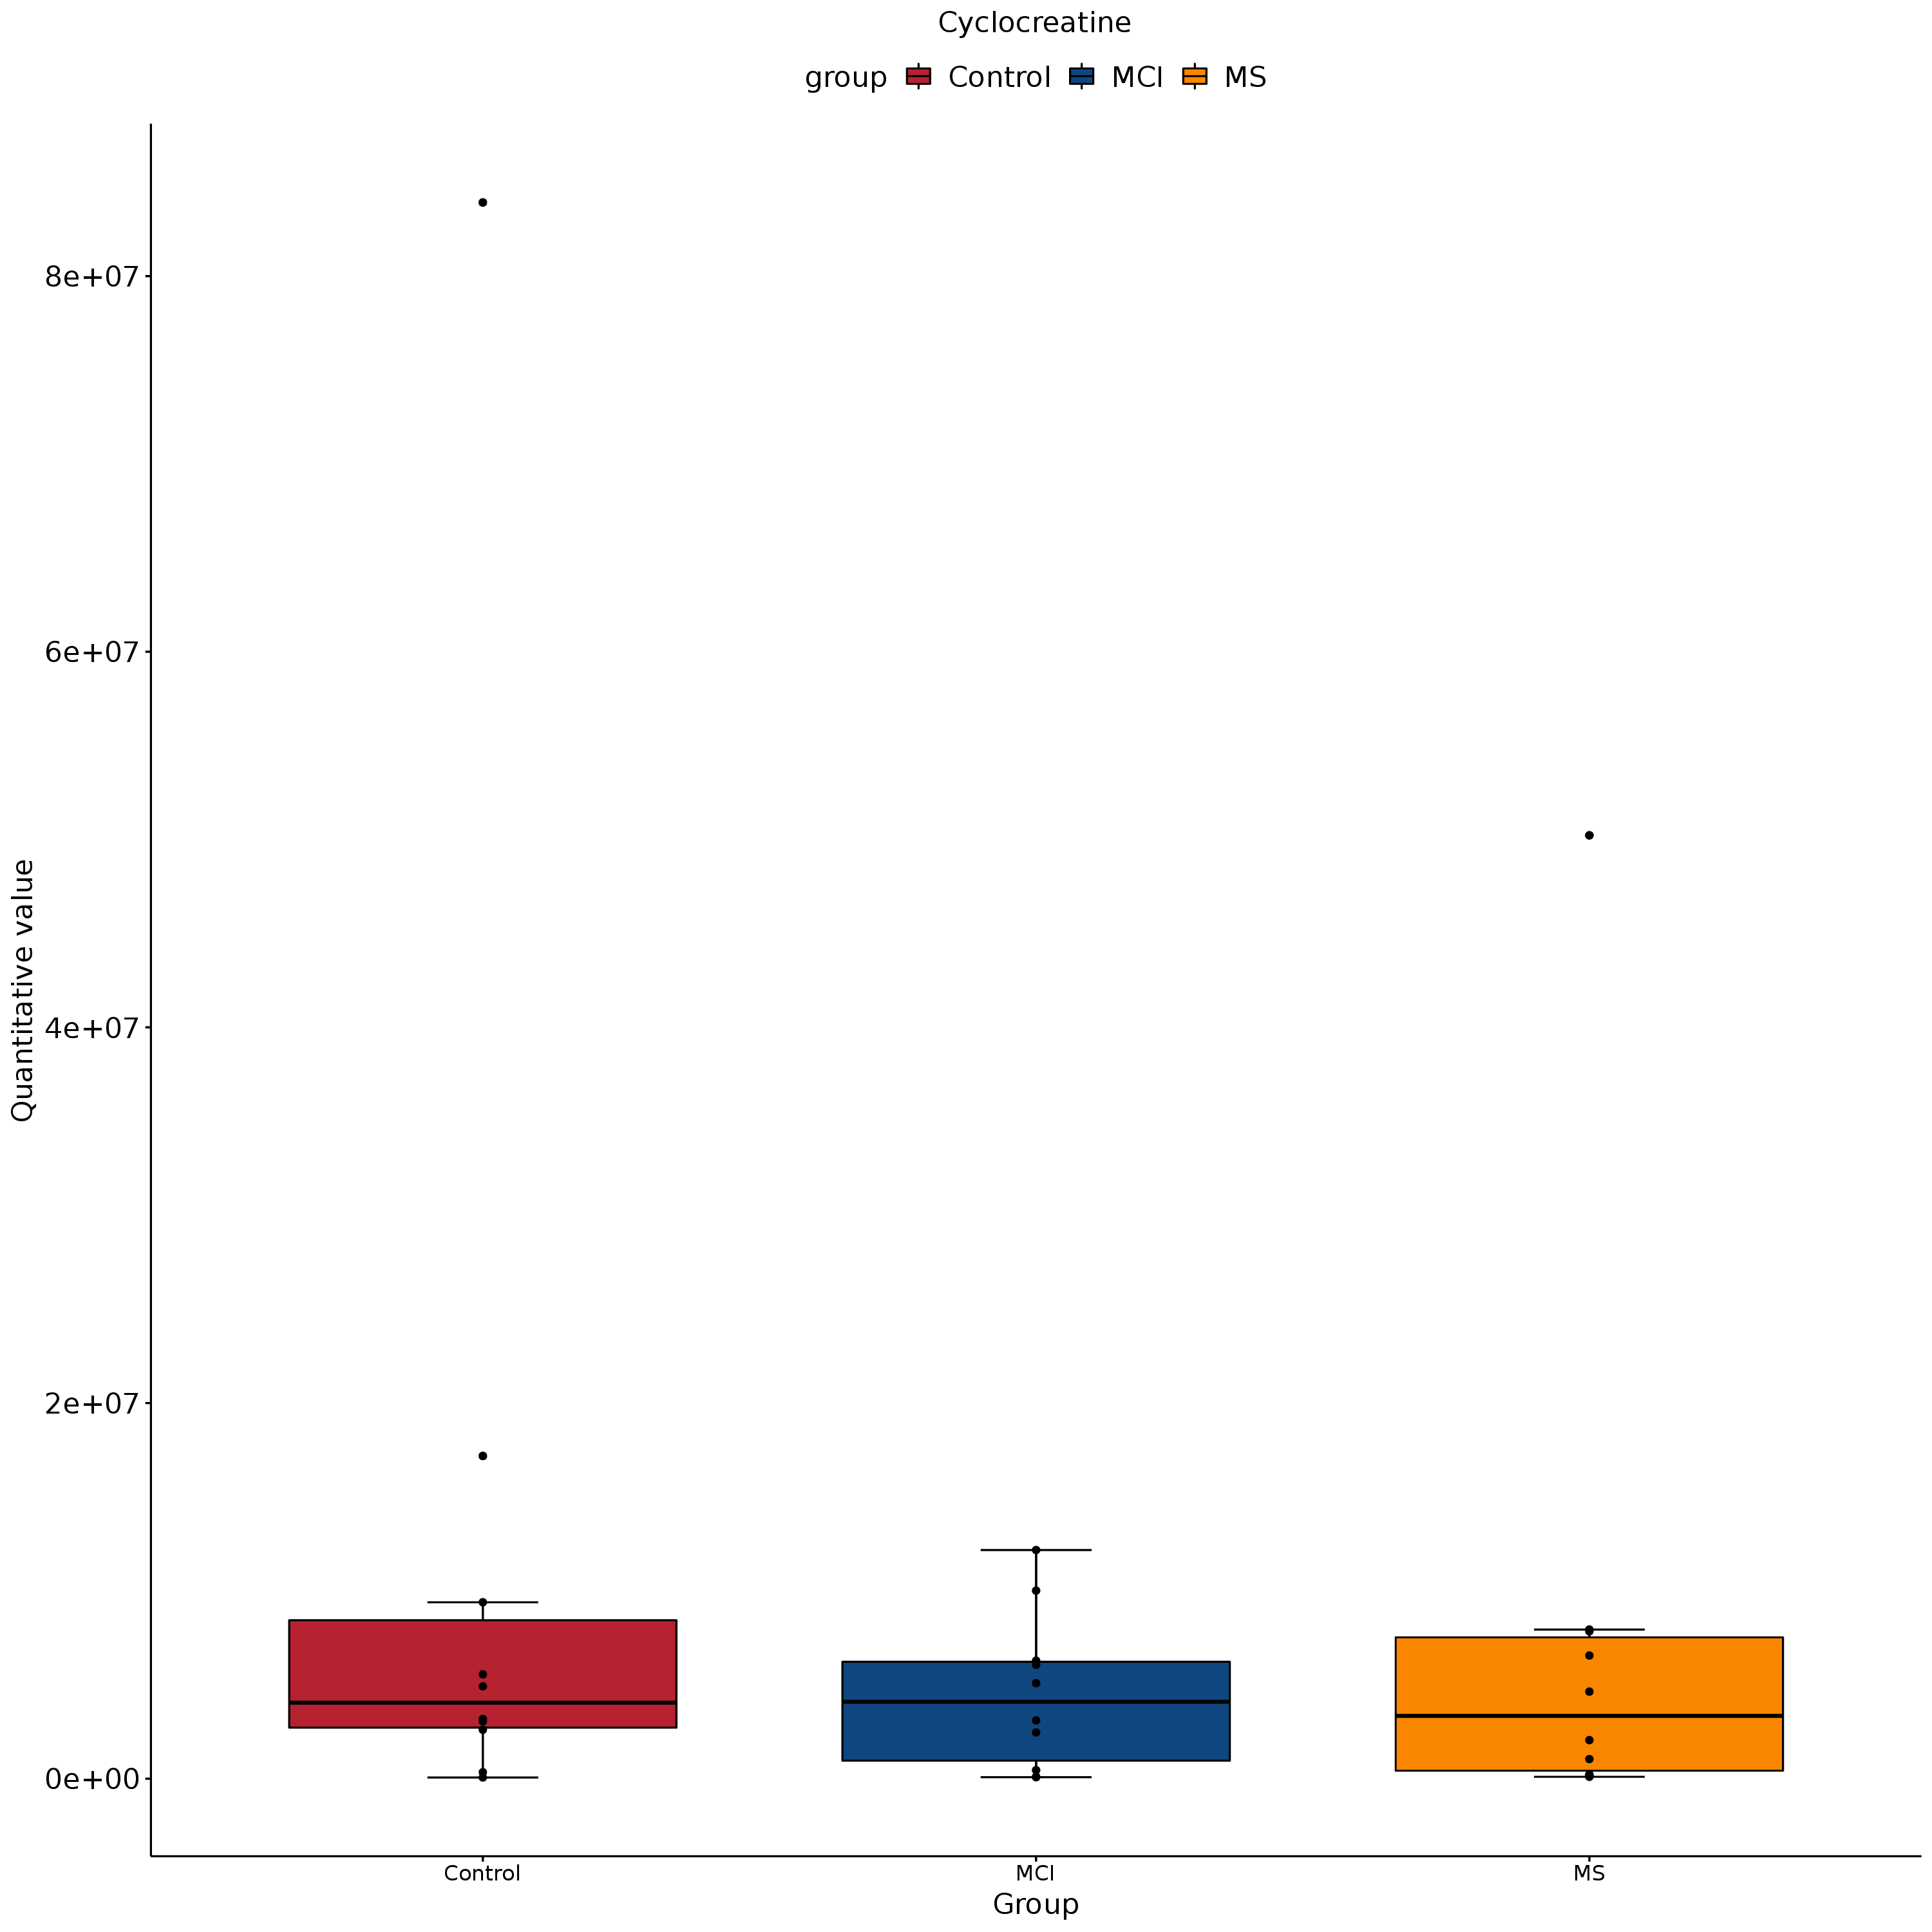 Cyclocreatine
group Control MCI MS
Quantitative value
8e+07
6e+07
4e+07
2e+07
0e+00
Control MCI MS
Group